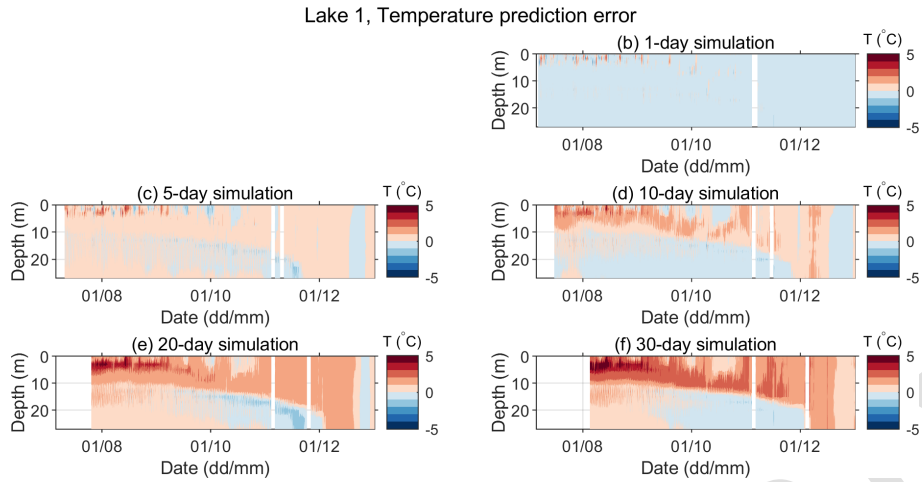 Lake 1, Temperature prediction error
(b) 1-day simulation
T (°C)
0
10
20
Depth (m)
01/08 01/10 01/12
Date (dd/mm)
5
0
-5
(c) 5-day simulation
T (°C)
0
10
20
Depth (m)
01/08 01/10 01/12
Date (dd/mm)
5
0
-5
(d) 10-day simulation
T (°C)
0
10
20
Depth (m)
01/08 01/10 01/12
Date (dd/mm)
5
0
-5
(e) 20-day simulation
T (°C)
0
10
20
Depth (m)
01/08 01/10 01/12
Date (dd/mm)
5
0
-5
(f) 30-day simulation
T (°C)
0
10
20
Depth (m)
01/08 01/10 01/12
Date (dd/mm)
5
0
-5